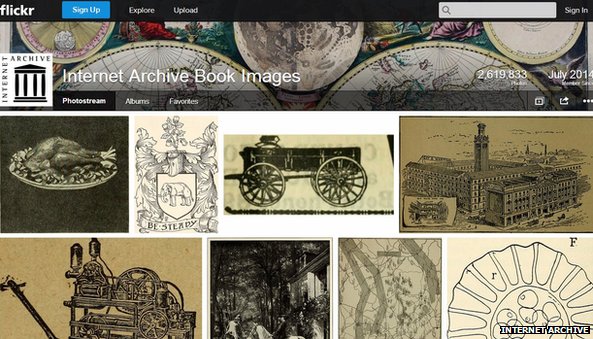 flickr Sign Up Explore Upload Sign In
INTERNET ARCHIVE
Internet Archive Book Images
2,619,833 July 2014
Photos Member Since
Photostream Albums Favorites
BE·STEADY
F
r
INTERNET ARCHIVE